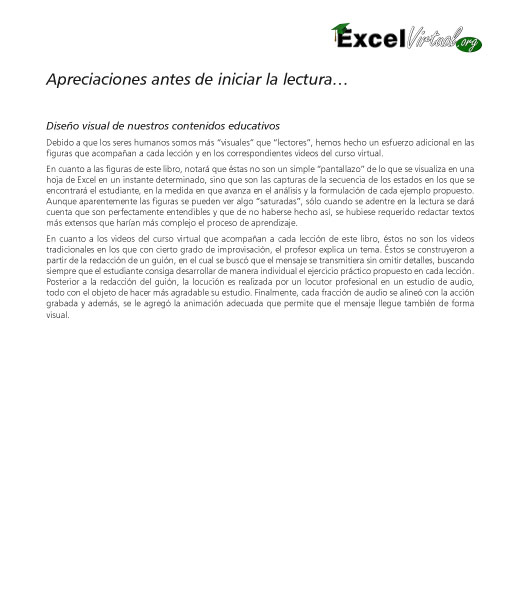 ExcelVirtual.org
Apreciaciones antes de iniciar la lectura…
Diseño visual de nuestros contenidos educativos
Debido a que los seres humanos somos más “visuales” que “lectores”, hemos hecho un esfuerzo adicional en las
figuras que acompañan a cada lección y en los correspondientes videos del curso virtual.
En cuanto a las figuras de este libro, notará que éstas no son un simple “pantallazo” de lo que se visualiza en una
hoja de Excel en un instante determinado, sino que son las capturas de la secuencia de los estados en los que se
encontrará el estudiante, en la medida en que avanza en el análisis y la formulación de cada ejemplo propuesto.
Aunque aparentemente las figuras se pueden ver algo “saturadas”, sólo cuando se adentre en la lectura se dará
cuenta que son perfectamente entendibles y que de no haberse hecho así, se hubiese requerido redactar textos
más extensos que harían más complejo el proceso de aprendizaje.
En cuanto a los videos del curso virtual que acompañan a cada lección de este libro, éstos no son los videos
tradicionales en los que con cierto grado de improvisación, el profesor explica un tema. Éstos se construyeron a
partir de la redacción de un guión, en el cual se buscó que el mensaje se transmitiera sin omitir detalles, buscando
siempre que el estudiante consiga desarrollar de manera individual el ejercicio práctico propuesto en cada lección.
Posterior a la redacción del guión, la locución es realizada por un locutor profesional en un estudio de audio,
todo con el objeto de hacer más agradable su estudio. Finalmente, cada fracción de audio se alineó con la acción
grabada y además, se le agregó la animación adecuada que permite que el mensaje llegue también de forma
visual.